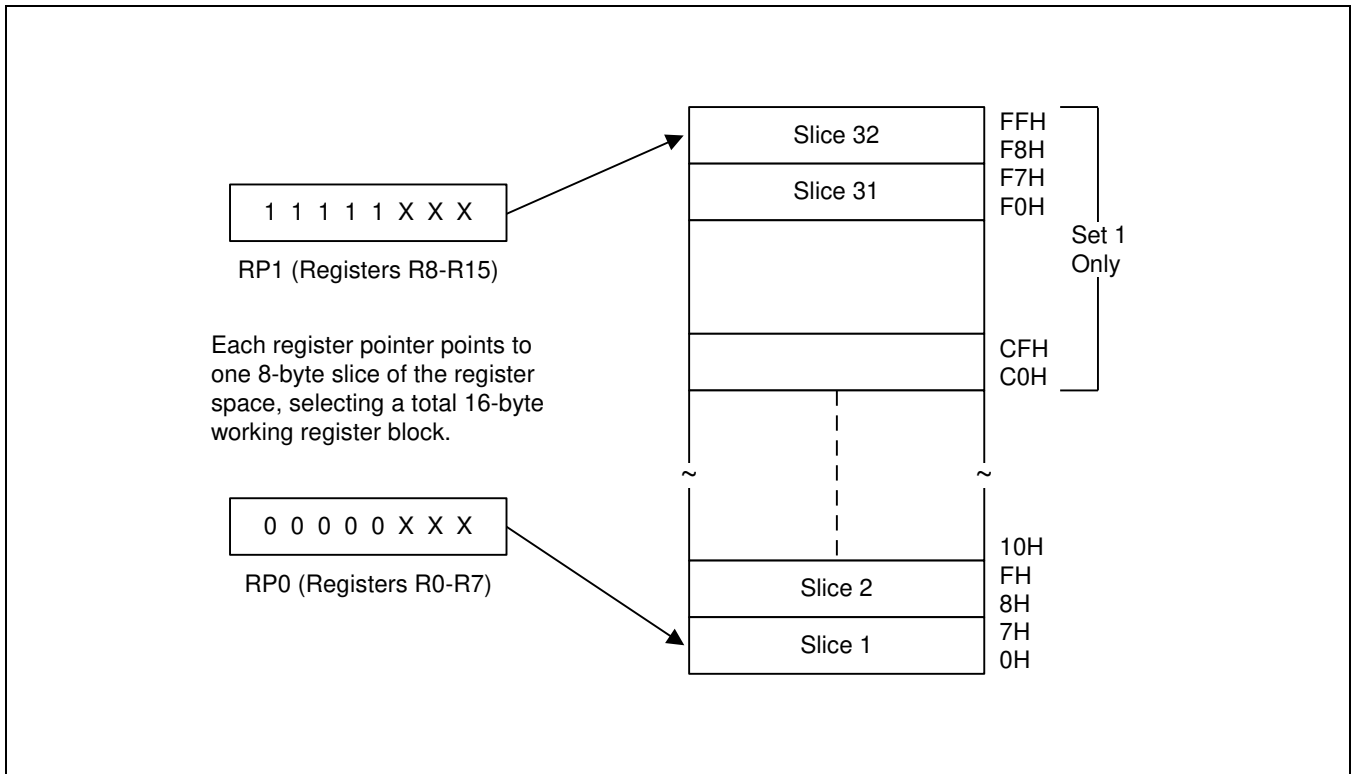 Slice 32
FFH
F8H
Slice 31
F7H
F0H
1 1 1 1 1 X X X
RP1 (Registers R8-R15)
Set 1
Only
Each register pointer points to
one 8-byte slice of the register
space, selecting a total 16-byte
working register block.
CFH
C0H
~ ~
0 0 0 0 0 X X X
RP0 (Registers R0-R7)
10H
Slice 2
FH
8H
Slice 1
7H
0H